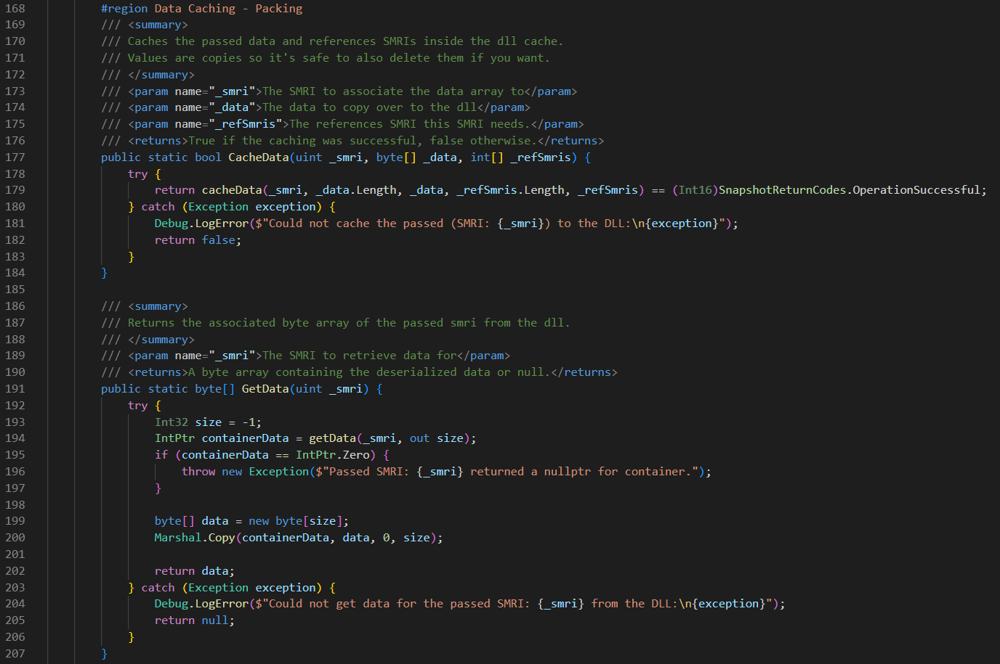 168 #region Data Caching - Packing
169 /// <summary>
170 /// Caches the passed data and references SMRIs inside the dll cache.
171 /// Values are copies so it's safe to also delete them if you want.
172 /// </summary>
173 /// <param name="_smri">The SMRI to associate the data array to</param>
174 /// <param name="_data">The data to copy over to the dll</param>
175 /// <param name="_refSmris">The references SMRI this SMRI needs.</param>
176 /// <returns>True if the caching was successful, false otherwise.</returns>
177 public static bool CacheData(uint _smri, byte[] _data, int[] _refSmris) {
178 try {
179 return cacheData(_smri, _data.Length, _data, _refSmris.Length, _refSmris) == (Int16)SnapshotReturnCodes.OperationSuccessful;
180 } catch (Exception exception) {
181 Debug.LogError($"Could not cache the passed (SMRI: {_smri}) to the DLL:\n{exception}");
182 return false;
183 }
184 }
185
186 /// <summary>
187 /// Returns the associated byte array of the passed smri from the dll.
188 /// </summary>
189 /// <param name="_smri">The SMRI to retrieve data for</param>
190 /// <returns>A byte array containing the deserialized data or null.</returns>
191 public static byte[] GetData(uint _smri) {
192 try {
193 Int32 size = -1;
194 IntPtr containerData = getData(_smri, out size);
195 if (containerData == IntPtr.Zero) {
196 throw new Exception($"Passed SMRI: {_smri} returned a nullptr for container.");
197 }
198
199 byte[] data = new byte[size];
200 Marshal.Copy(containerData, data, 0, size);
201
202 return data;
203 } catch (Exception exception) {
204 Debug.LogError($"Could not get data for the passed SMRI: {_smri} from the DLL:\n{exception}");
205 return null;
206 }
207 }